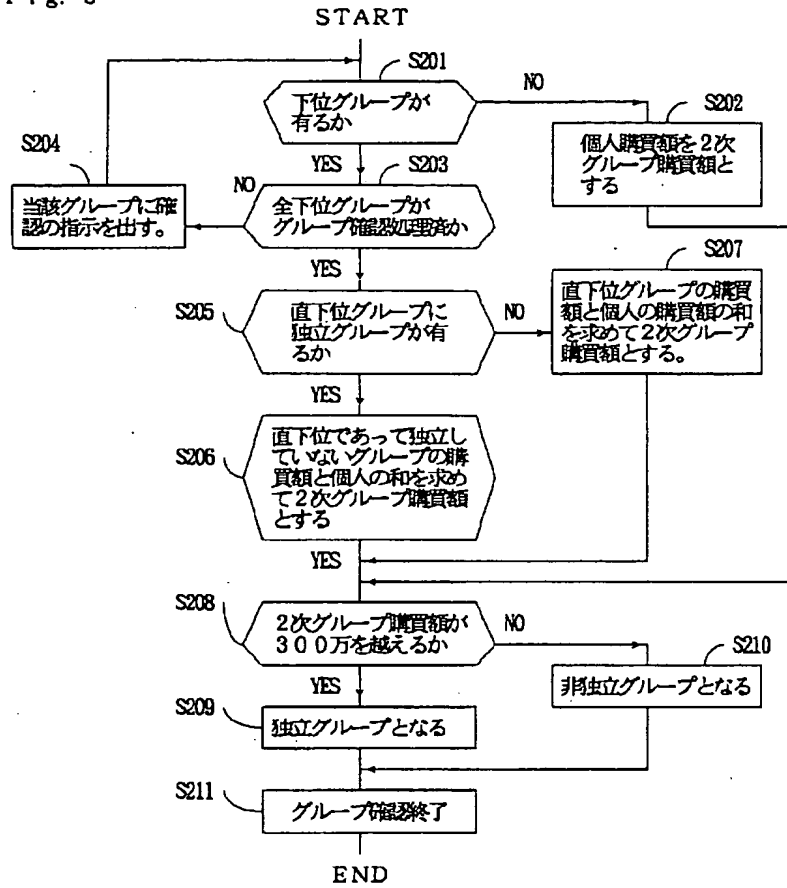 START
S201
下位グループが
有るか
NO
S202
個人購買額を2次
グループ購買額と
する
YES
S203
全下位グループが
グループ確認処理済か
NO
S204
当該グループに確
認の指示を出す。
YES
S205
直下位グループに
独立グループが有
るか
NO
S207
直下位グループの購買
額と個人の購買額の和
を求めて2次グループ
購買額とする。
YES
S206
直下位であって独立し
ていないグループの購
買額と個人の和を求め
て2次グループ購買額
とする
YES
S208
2次グループ購買額が
300万を越えるか
NO
S210
非独立グループとなる
YES
S209
独立グループとなる
S211
グループ確認終了
END